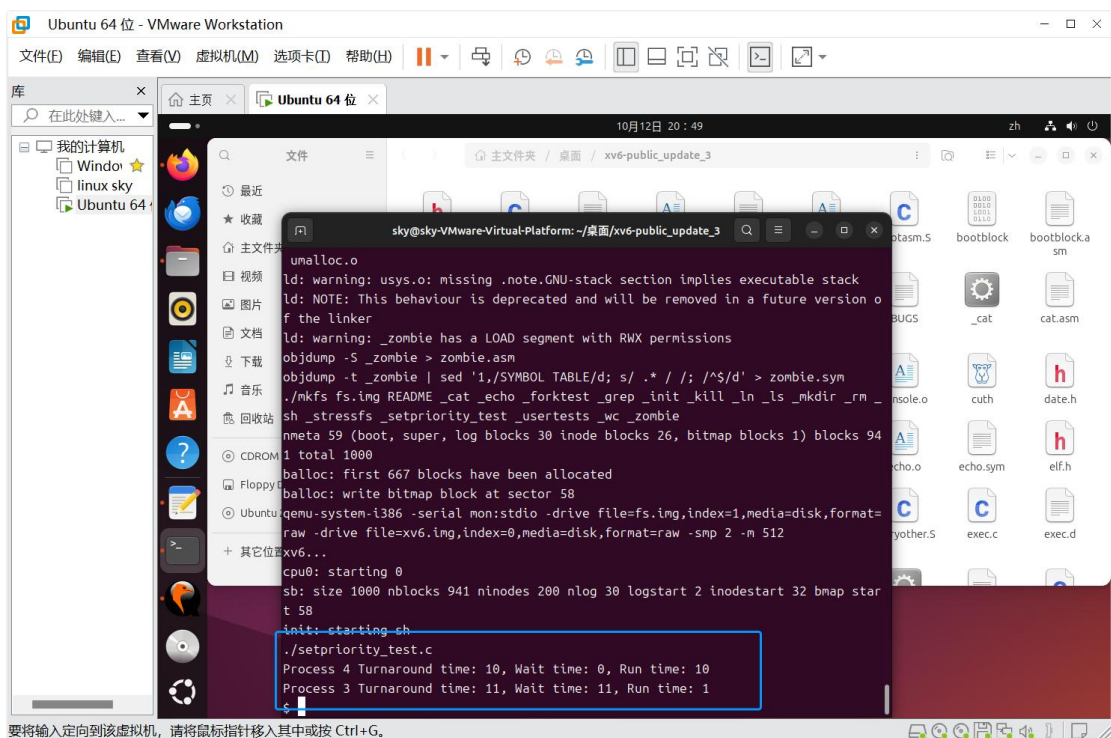 Ubuntu 64 位 - VMware Workstation
文件(F) 编辑(E) 查看(V) 虚拟机(M) 选项卡(T) 帮助(H)
库
在此处键入...
主页
Ubuntu 64 位
我的计算机
Windo
linux sky
Ubuntu 64
10月12日 20：49
zh
文件
主文件夹 / 桌面 / xv6-public_update_3
最近
收藏
主文件夹
视频
图片
文档
下载
音乐
回收站
CDROM
Floppy
Ubuntu
+ 其它位置
otasm.S
bootblock
bootblock.a
sm
BUGS
_cat
cat.asm
nsole.o
cuth
date.h
echo.o
echo.sym
elf.h
ryother.S
exec.c
exec.d
sky@sky-VMware-Virtual-Platform: ~/桌面/xv6-public_update_3
umalloc.o
ld: warning: usys.o: missing .note.GNU-stack section implies executable stack
ld: NOTE: This behaviour is deprecated and will be removed in a future version o
f the linker
ld: warning: _zombie has a LOAD segment with RWX permissions
objdump -S _zombie > zombie.asm
objdump -t _zombie | sed '1,/SYMBOL TABLE/d; s/ .* / /; /^$/d' > zombie.sym
./mkfs fs.img README _cat _echo _forktest _grep _init _kill _ln _ls _mkdir _rm _
sh _stressfs _setpriority_test _usertests _wc _zombie
nmeta 59 (boot, super, log blocks 30 inode blocks 26, bitmap blocks 1) blocks 94
1 total 1000
balloc: first 667 blocks have been allocated
balloc: write bitmap block at sector 58
qemu-system-i386 -serial mon:stdio -drive file=fs.img,index=1,media=disk,format=
raw -drive file=xv6.img,index=0,media=disk,format=raw -smp 2 -m 512
xv6...
cpu0: starting 0
sb: size 1000 nblocks 941 ninodes 200 nlog 30 logstart 2 inodestart 32 bmap star
t 58
init: starting sh
./setpriority_test.c
Process 4 Turnaround time: 10, Wait time: 0, Run time: 10
Process 3 Turnaround time: 11, Wait time: 11, Run time: 1
$
要将输入定向到该虚拟机，请将鼠标指针移入其中或按 Ctrl+G。